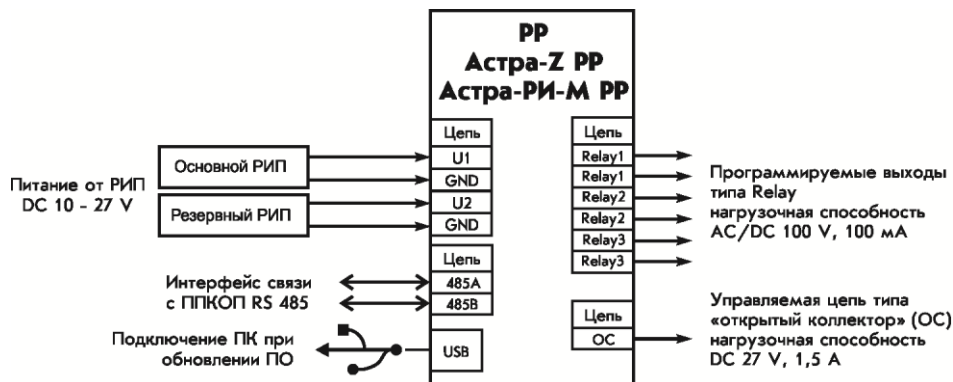 РР
Астра-Z РР
Астра-РИ-М РР
Питание от РИП
DC 10 - 27 V
Основной РИП
Резервный РИП
Цепь
U1
GND
U2
GND
Интерфейс связи
с ППКОП RS 485
Цепь
485A
485B
Подключение ПК при
обновлении ПО
USB
Цепь
Relay1
Relay1
Relay2
Relay2
Relay3
Relay3
Программируемые выходы
типа Relay
нагрузочная способность
AC/DC 100 V, 100 мА
Цепь
OC
Управляемая цепь типа
«открытый коллектор» (ОС)
нагрузочная способность
DC 27 V, 1,5 А